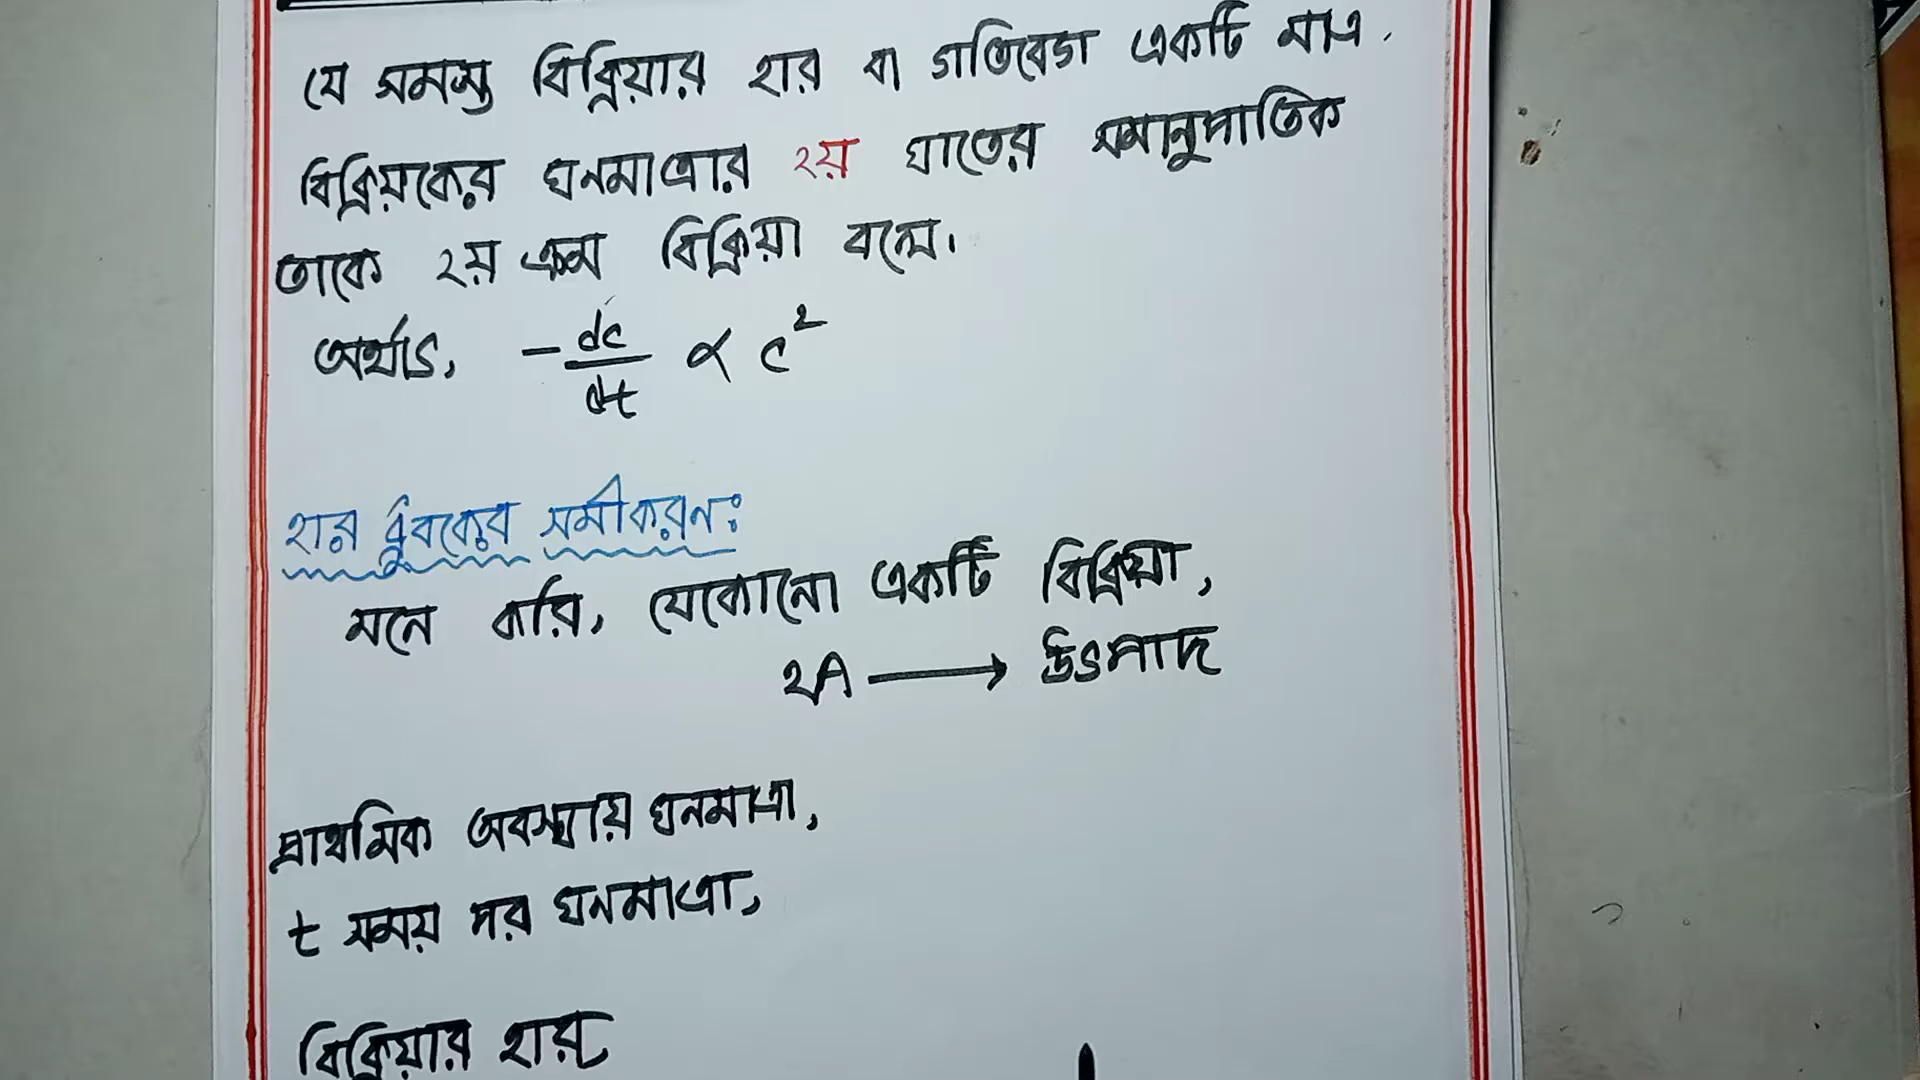 যে সমস্ত বিক্রিয়ার হার বা গতিবেগ একটি মাত্র
বিক্রিয়কের ঘনমাত্রার ২য় ঘাতের সমানুপাতিক
তাকে ২য় ক্রম বিক্রিয়া বলে।
অর্থাৎ, -dc/dt ∝ c²
হার ধ্রুবকের সমীকরন:
মনে করি, যেকোনো একটি বিক্রিয়া,
2A ⟶ উৎপাদ
প্রাথমিক অবস্থায় ঘনমাত্রা,
t সময় পর ঘনমাত্রা,
বিক্রিয়ার হার